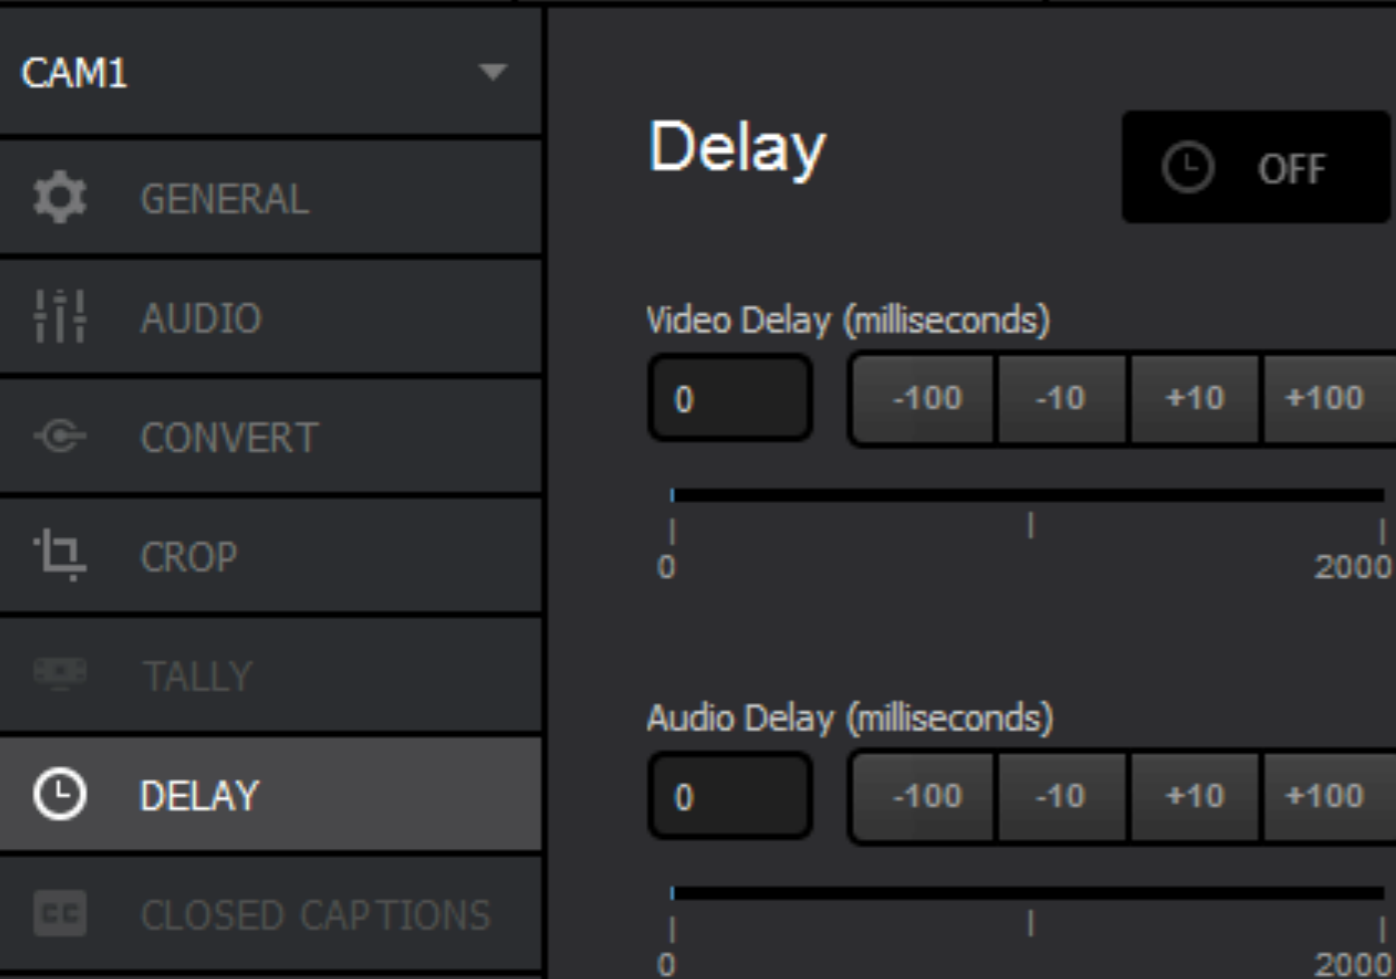 CAM1
GENERAL
AUDIO
CONVERT
CROP
TALLY
DELAY
CC CLOSED CAPTIONS
Delay
OFF
Video Delay (milliseconds)
0 -100 -10 +10 +100
0 2000
Audio Delay (milliseconds)
0 -100 -10 +10 +100
0 2000